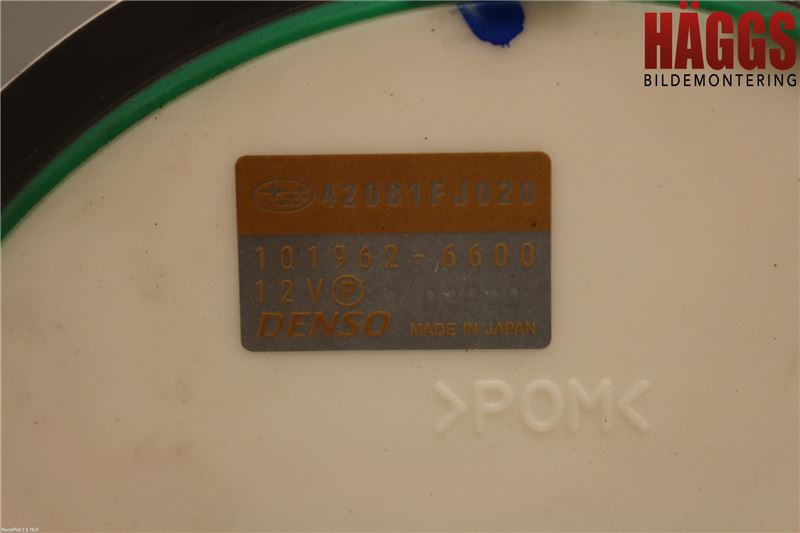 HÄGGS
BILDEMONTERING
42081FJ020
101962-6600
12V P
DENSO MADE IN JAPAN
>POM<